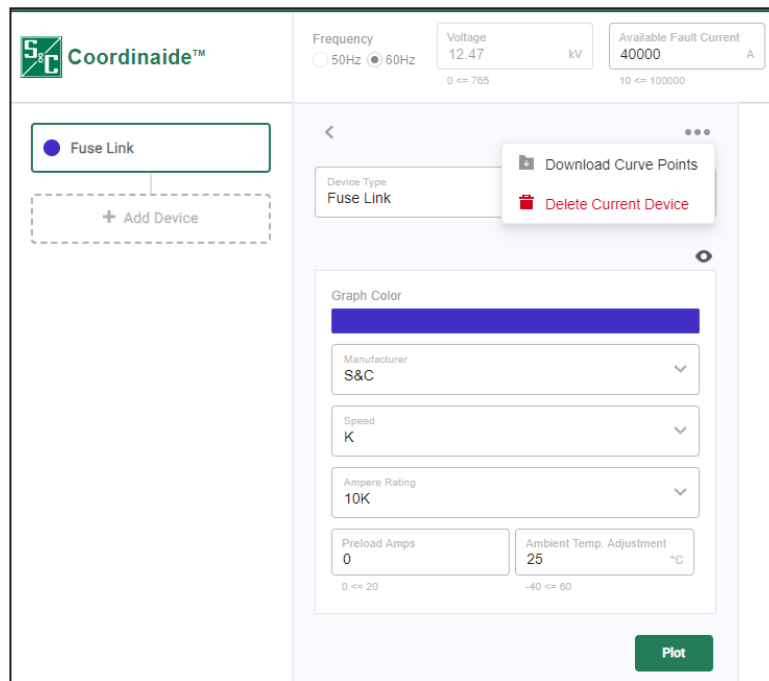 S&C
Coordinaide™
Frequency
50Hz 60Hz
Voltage
12.47 kV
0 <= 765
Available Fault Current
40000 A
10 <= 100000
Fuse Link
+ Add Device
Download Curve Points
Delete Current Device
Device Type
Fuse Link
Graph Color
Manufacturer
S&C
Speed
K
Ampere Rating
10K
Preload Amps
0
0 <= 20
Ambient Temp. Adjustment
25 °C
-40 <= 60
Plot